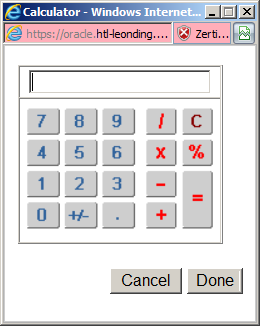 Calculator - Windows Internet...
https://oracle.htl-leonding.... Zerti...
7 8 9 / C
4 5 6 x %
1 2 3 - =
0 +/- . +
Cancel Done